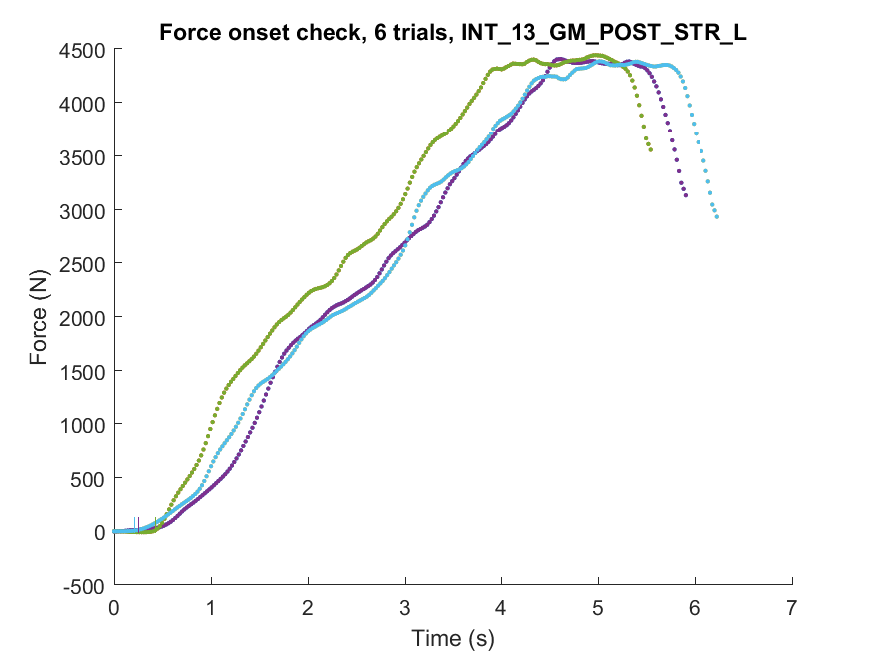 Force onset check, 6 trials, INT_13_GM_POST_STR_L
4500
4000
3500
3000
2500
2000
1500
1000
500
0
-500
Force (N)
0 1 2 3 4 5 6 7
Time (s)